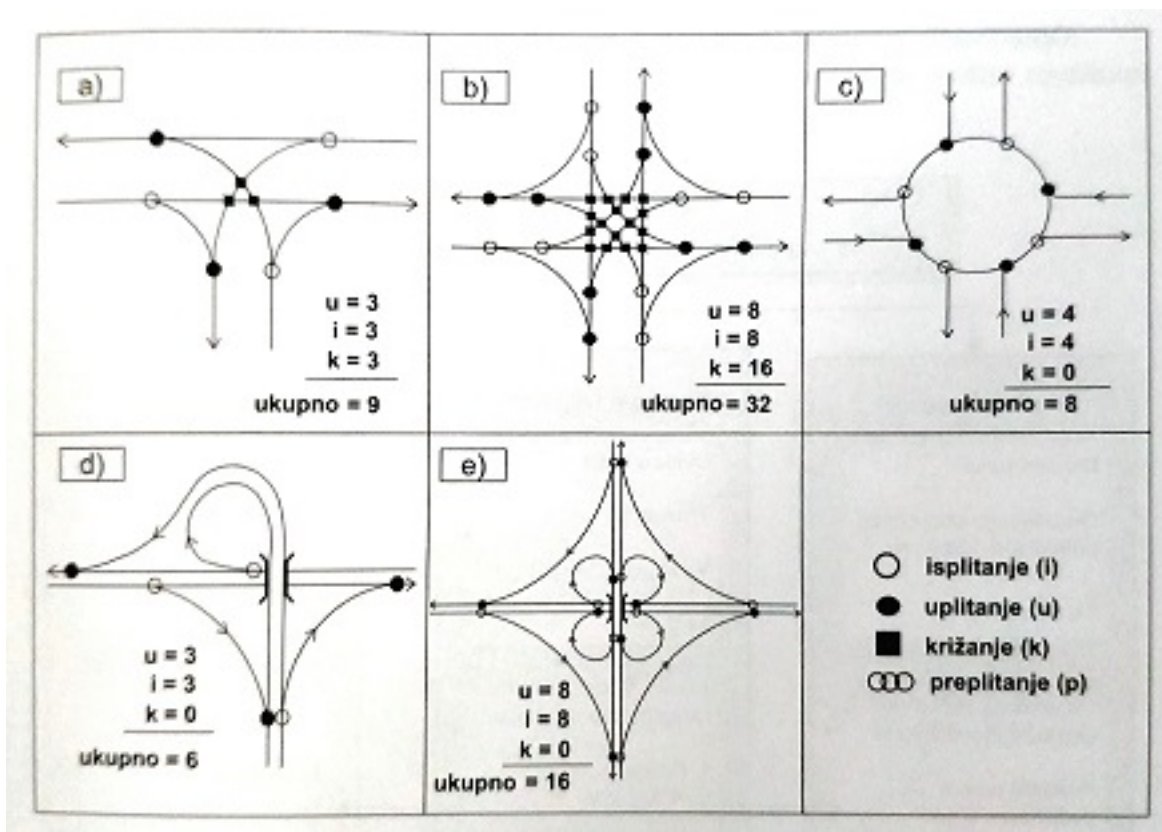 a)
u = 3
i = 3
k = 3
ukupno = 9
b)
u = 8
i = 8
k = 16
ukupno = 32
c)
u = 4
i = 4
k = 0
ukupno = 8
d)
u = 3
i = 3
k = 0
ukupno = 6
e)
u = 8
i = 8
k = 0
ukupno = 16
isplitanje (i)
uplitanje (u)
križanje (k)
preplitanje (p)